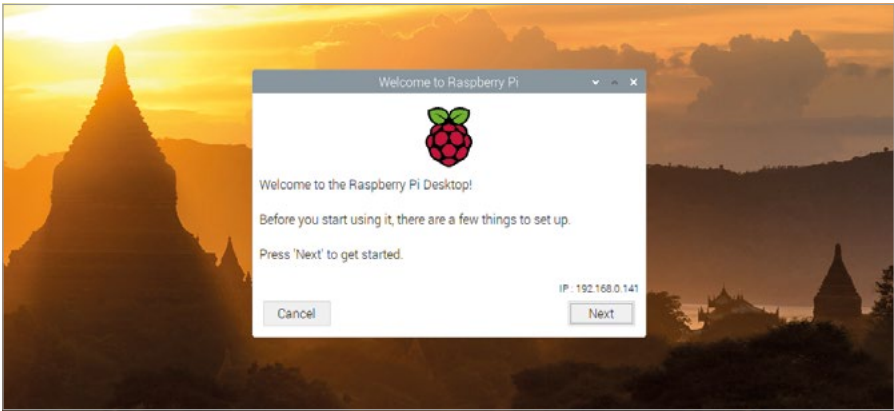 Welcome to Raspberry Pi
Welcome to the Raspberry Pi Desktop!
Before you start using it, there are a few things to set up.
Press 'Next' to get started.
IP : 192.168.0.141
Cancel
Next